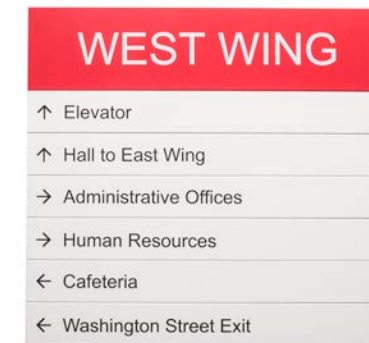 WEST WING
↑ Elevator
↑ Hall to East Wing
→ Administrative Offices
→ Human Resources
← Cafeteria
← Washington Street Exit